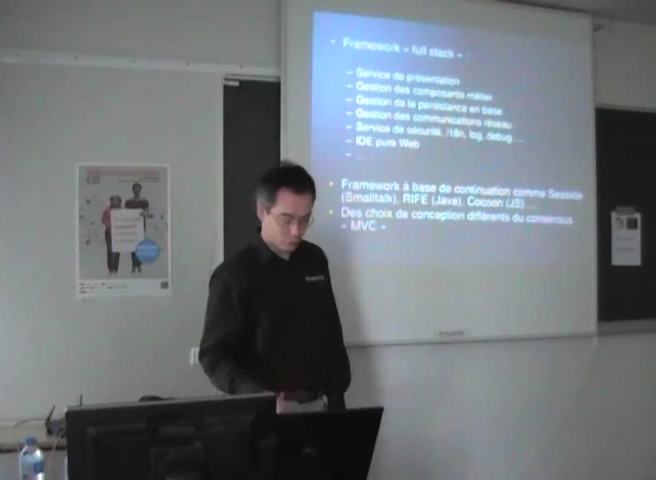 - Framework « full stack » :
– Service de présentation
– Gestion des composants métier
– Gestion de la persistance en base
– Gestion des communications réseau
– Service de sécurité, i18n, log, debug ...
– IDE pure Web
– ...
• Framework à base de continuation comme Seaside
(Smalltalk), RIFE (Java), Cocoon (JS) ...
• Des choix de conception différents du consensus
« MVC »